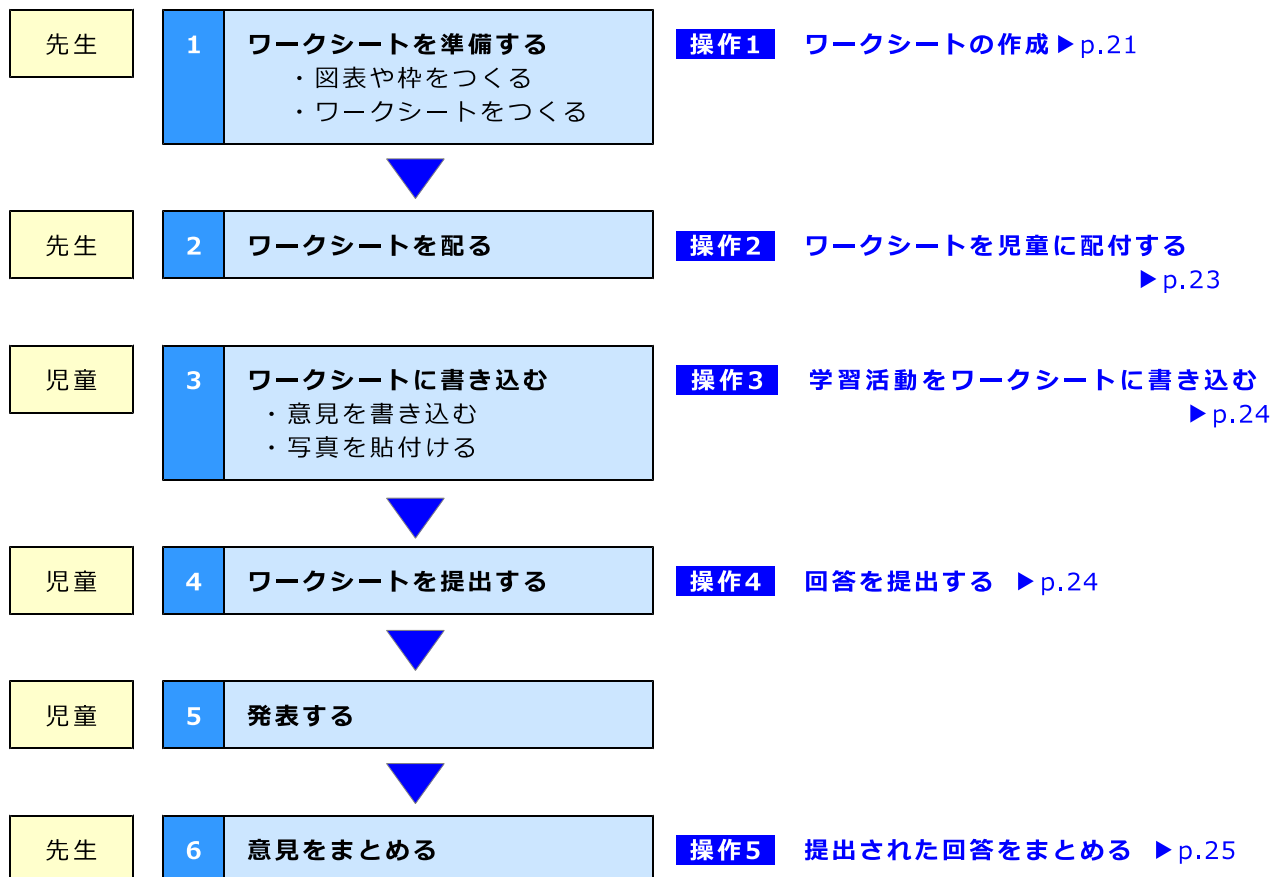 先生 1 ワークシートを準備する 操作1 ワークシートの作成▶p.21
・図表や枠をつくる
・ワークシートをつくる
先生 2 ワークシートを配る 操作2 ワークシートを児童に配付する
▶p.23
児童 3 ワークシートに書き込む 操作3 学習活動をワークシートに書き込む
・意見を書き込む ▶p.24
・写真を貼付ける
児童 4 ワークシートを提出する 操作4 回答を提出する ▶p.24
児童 5 発表する
先生 6 意見をまとめる 操作5 提出された回答をまとめる ▶p.25